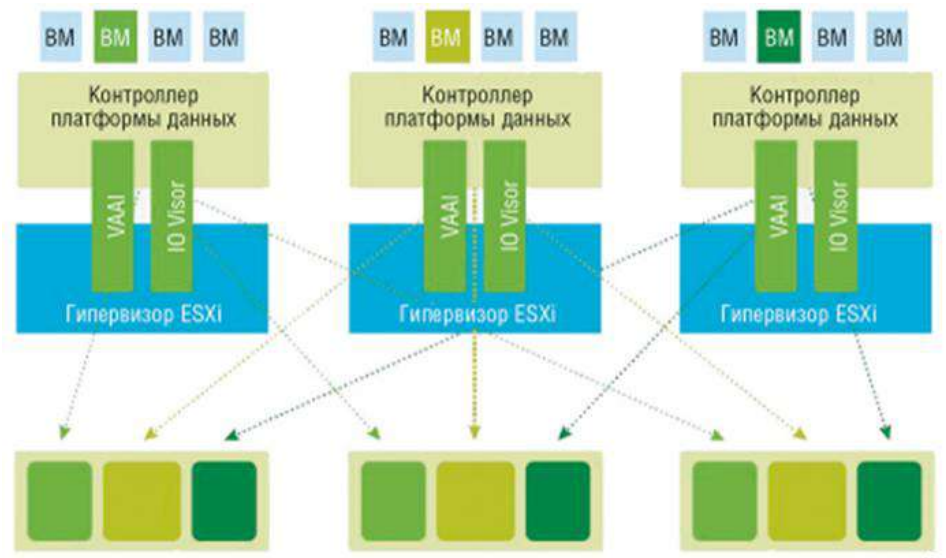 ВМ ВМ ВМ ВМ
ВМ ВМ ВМ ВМ
ВМ ВМ ВМ ВМ
Контроллер
платформы данных
VAAI
IO Visor
Гипервизор ESXi
Контроллер
платформы данных
VAAI
IO Visor
Гипервизор ESXi
Контроллер
платформы данных
VAAI
IO Visor
Гипервизор ESXi